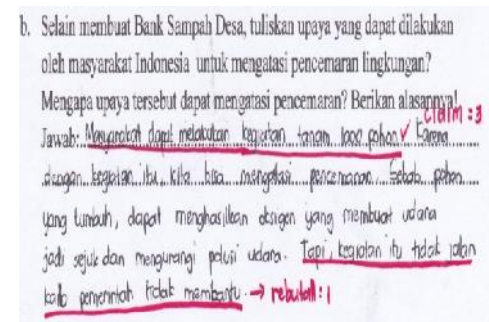 b. Selain membuat Bank Sampah Desa, tuliskan upaya yang dapat dilakukan
oleh masyarakat Indonesia untuk mengatasi pencemaran lingkungan?
Mengapa upaya tersebut dapat mengatasi pencemaran? Berikan alasannya!
claim : 3
Jawab: Masyarakat dapat melakukan kegiatan tanam 1000 pohon ✓ Karena
dengan kegiatan itu, kita bisa mengatasi pencemaran. Sebab pohon
yang tumbuh, dapat menghasilkan oksigen yang membuat udara
jadi sejuk dan mengurangi polusi udara. Tapi, kegiatan itu tidak jalan
kalo pemerintah tidak membantu. → rebuttall : 1